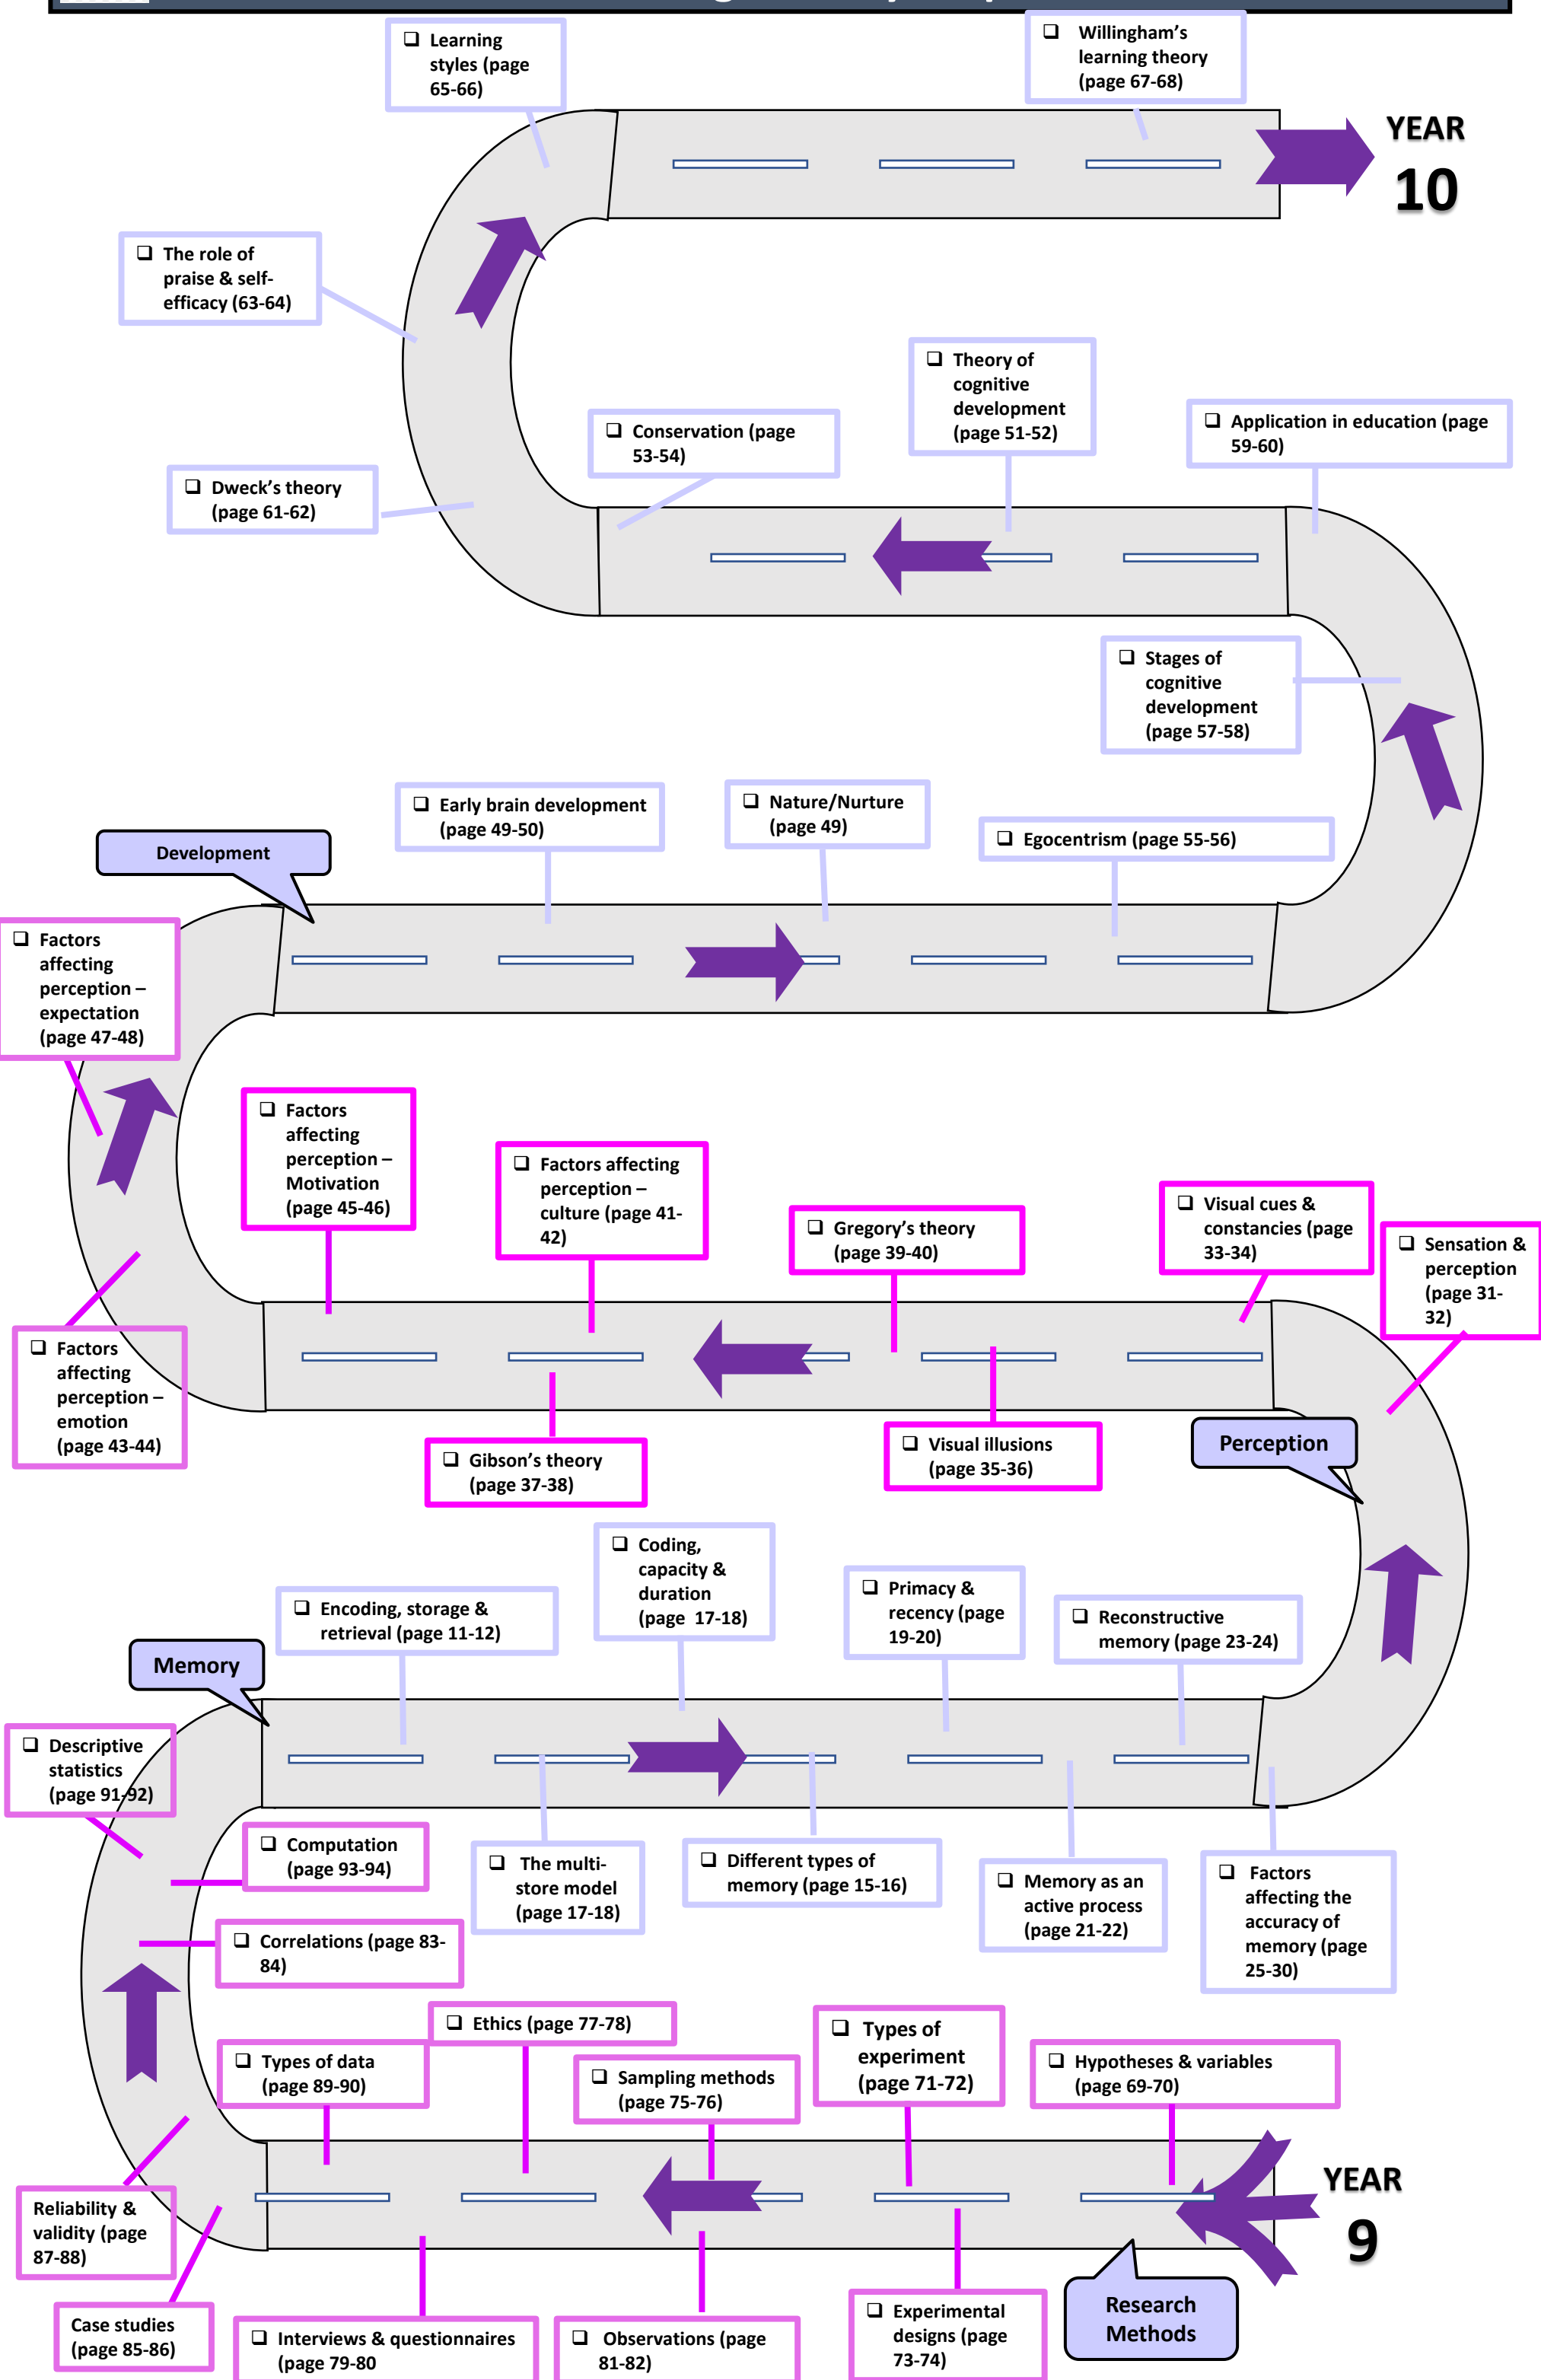 ❑ Learning
styles (page
65-66)
❑ Willingham's
learning theory
(page 67-68)
YEAR
10
❑ The role of
praise & self-
efficacy (63-64)
❑ Theory of
cognitive
development
(page 51-52)
❑ Application in education (page
59-60)
❑ Conservation (page
53-54)
❑ Dweck's theory
(page 61-62)
❑ Stages of
cognitive
development
(page 57-58)
❑ Early brain development
(page 49-50)
❑ Nature/Nurture
(page 49)
❑ Egocentrism (page 55-56)
Development
❑ Factors
affecting
perception –
expectation
(page 47-48)
❑ Factors
affecting
perception –
Motivation
(page 45-46)
❑ Factors affecting
perception –
culture (page 41-
42)
❑ Gregory's theory
(page 39-40)
❑ Visual cues &
constancies (page
33-34)
❑ Sensation &
perception
(page 31-
32)
❑ Factors
affecting
perception –
emotion
(page 43-44)
❑ Gibson's theory
(page 37-38)
❑ Visual illusions
(page 35-36)
Perception
❑ Coding,
capacity &
duration
(page 17-18)
❑ Encoding, storage &
retrieval (page 11-12)
❑ Primacy &
recency (page
19-20)
❑ Reconstructive
memory (page 23-24)
Memory
❑ Descriptive
statistics
(page 91-92)
❑ Computation
(page 93-94)
❑ The multi-
store model
(page 17-18)
❑ Different types of
memory (page 15-16)
❑ Memory as an
active process
(page 21-22)
❑ Factors
affecting the
accuracy of
memory (page
25-30)
❑ Correlations (page 83-
84)
❑ Ethics (page 77-78)
❑ Types of data
(page 89-90)
❑ Sampling methods
(page 75-76)
❑ Types of
experiment
(page 71-72)
❑ Hypotheses & variables
(page 69-70)
YEAR
9
Reliability &
validity (page
87-88)
Case studies
(page 85-86)
❑ Interviews & questionnaires
(page 79-80
❑ Observations (page
81-82)
❑ Experimental
designs (page
73-74)
Research
Methods